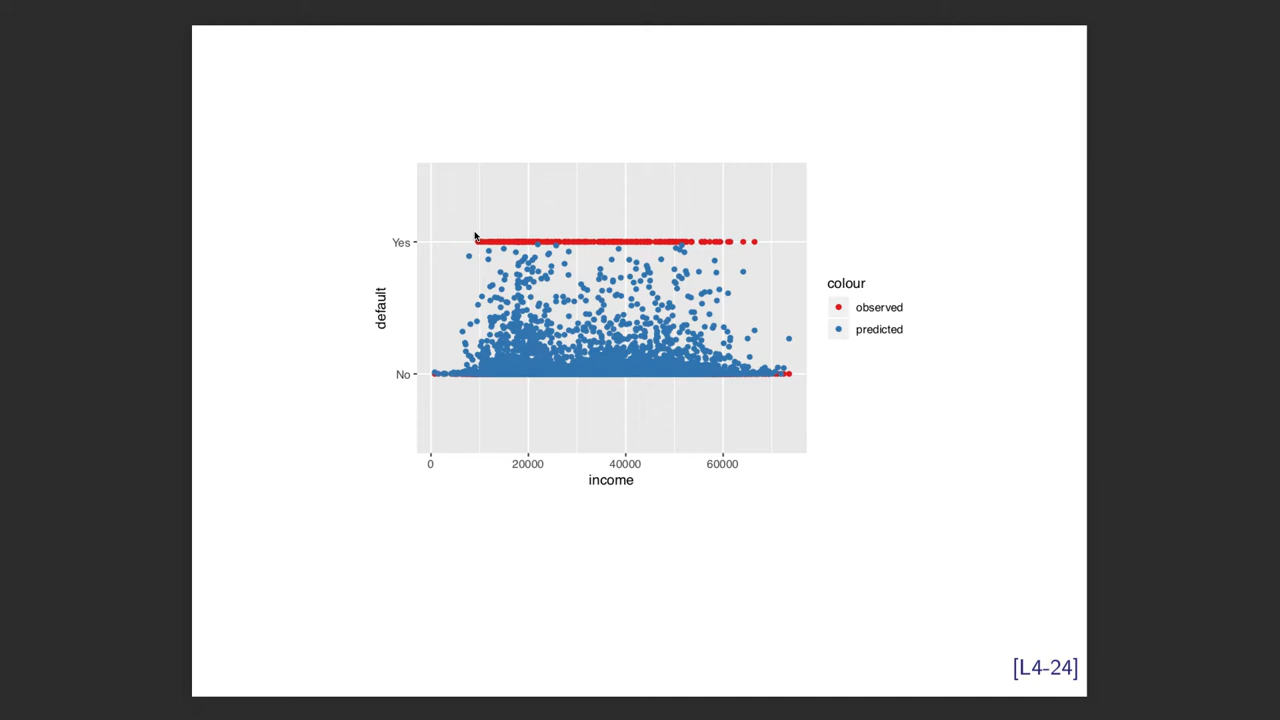 Yes
No
default
0 20000 40000 60000
income
colour
observed
predicted
[L4-24]